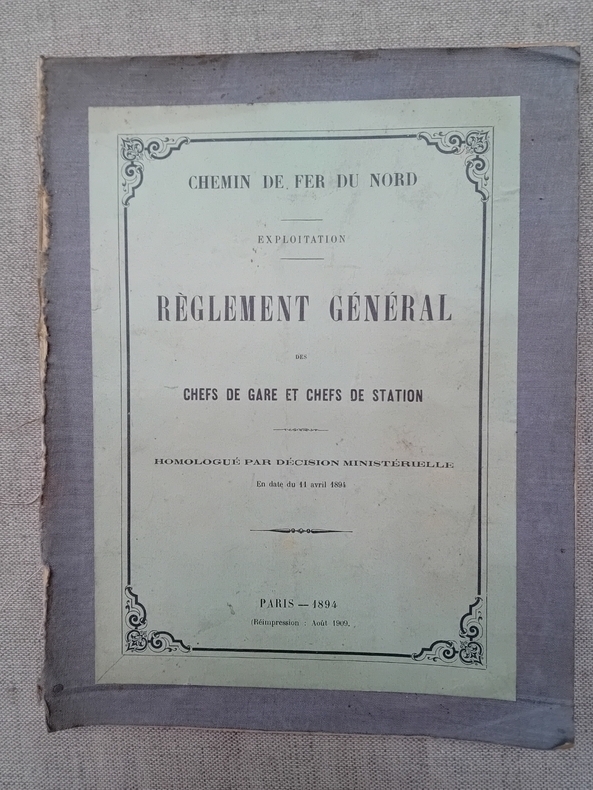 CHEMIN DE FER DU NORD
EXPLOITATION
RÈGLEMENT GÉNÉRAL
DES
CHEFS DE GARE ET CHEFS DE STATION
HOMOLOGUÉ PAR DÉCISION MINISTÉRIELLE
En date du 11 avril 1894
PARIS — 1894
(Réimpression : Août 1909.